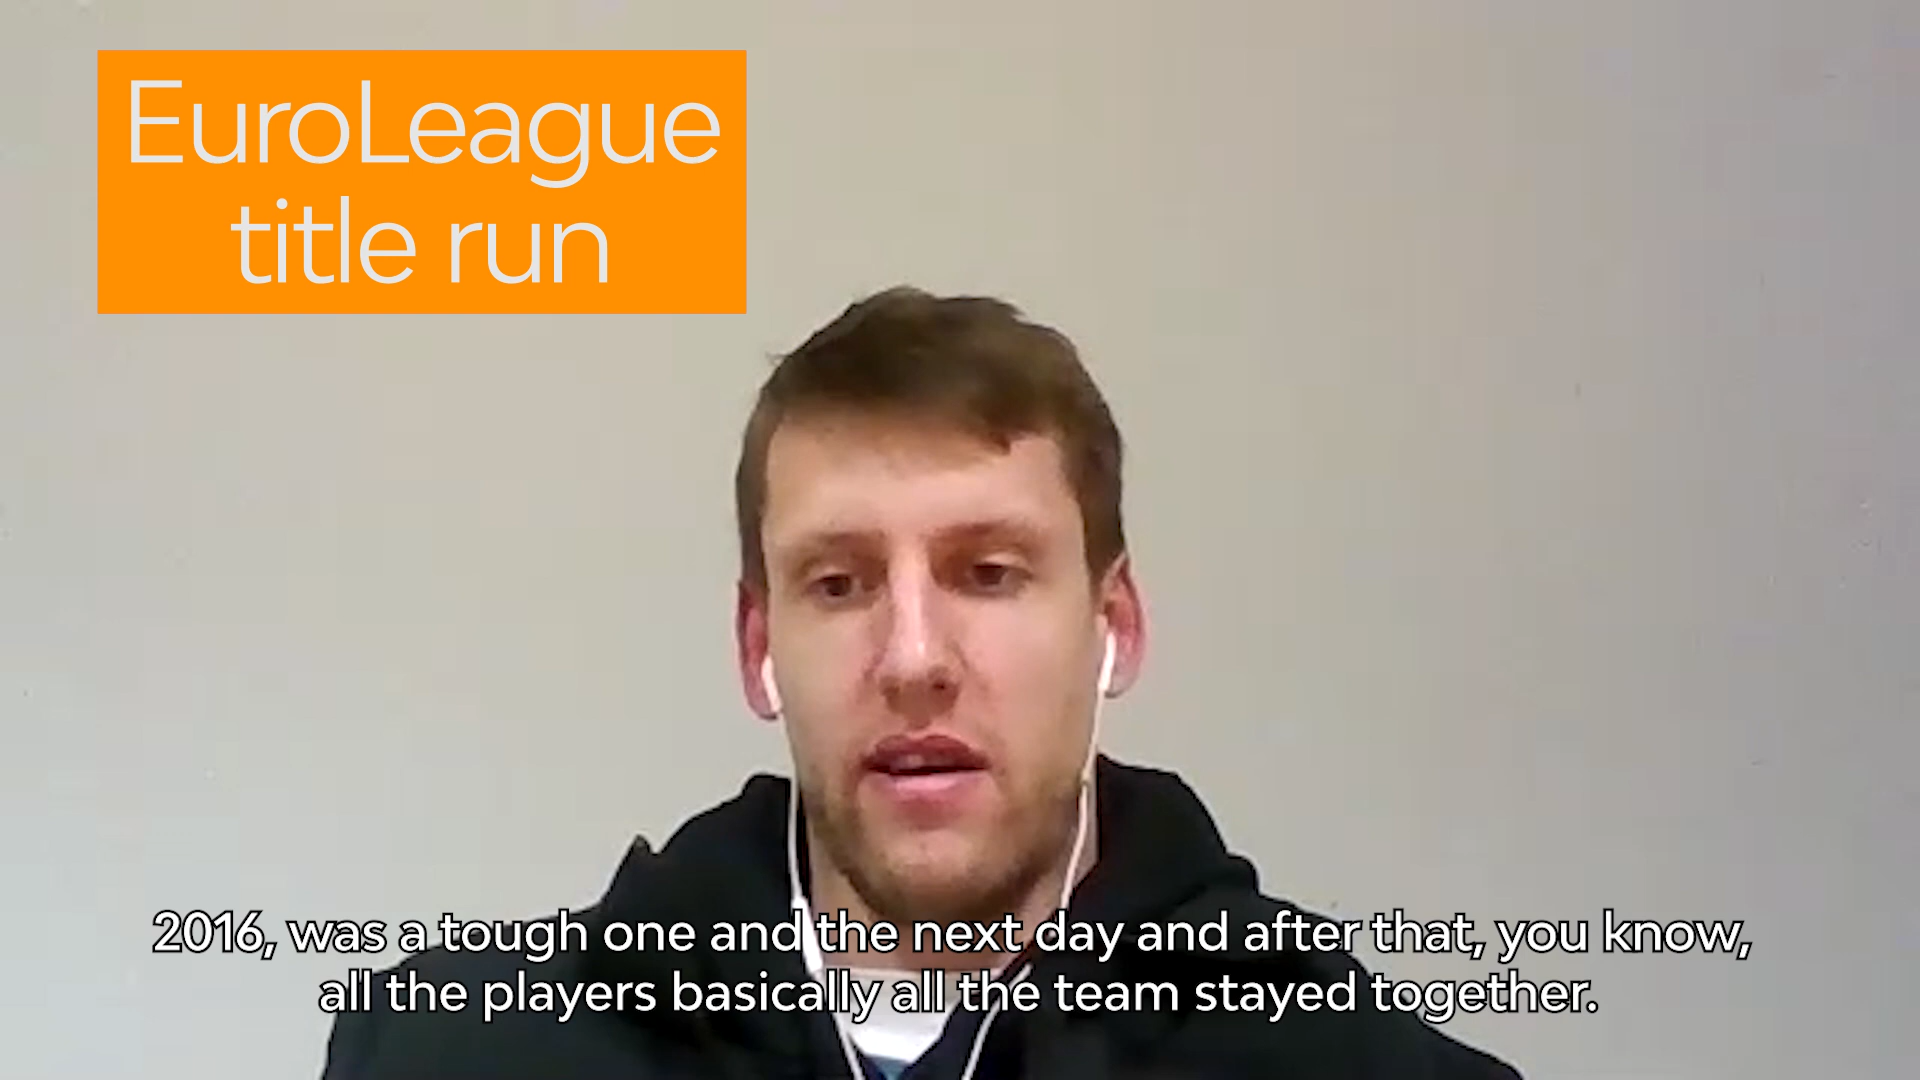 EuroLeague
title run
2016, was a tough one and the next day and after that, you know,
all the players basically all the team stayed together.